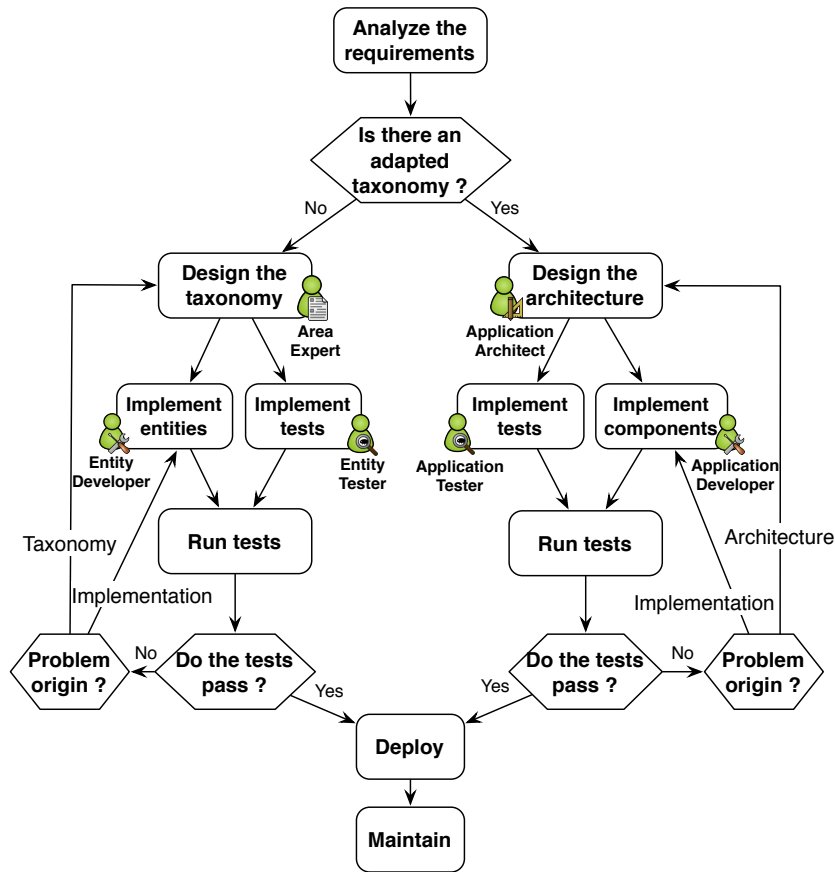 Analyze the
requirements
Is there an
adapted
taxonomy ?
No
Yes
Design the
taxonomy
Area
Expert
Design the
architecture
Application
Architect
Implement
entities
Entity
Developer
Implement
tests
Entity
Tester
Implement
tests
Application
Tester
Implement
components
Application
Developer
Run tests
Run tests
Taxonomy
Implementation
Architecture
Implementation
Problem
origin ?
No
Do the tests
pass ?
Yes
Do the tests
pass ?
Yes
No
Problem
origin ?
Deploy
Maintain